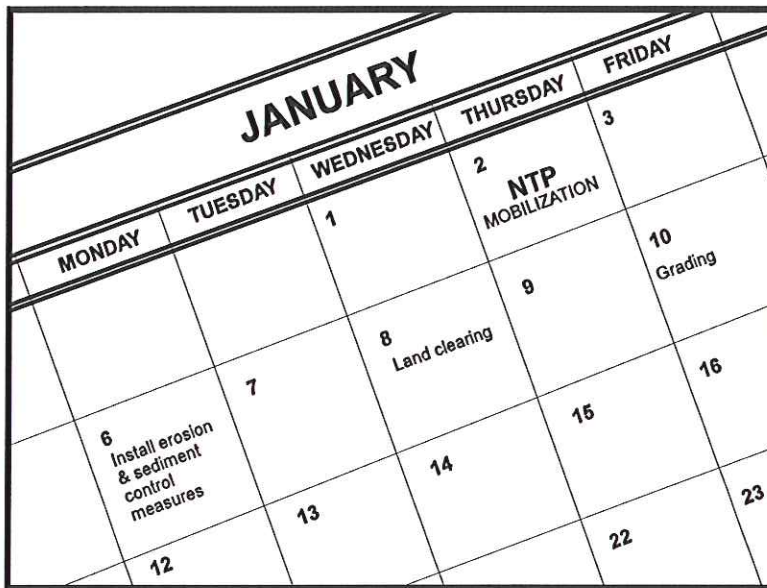 JANUARY
MONDAY TUESDAY WEDNESDAY THURSDAY FRIDAY
1
2
NTP
MOBILIZATION
3
6
Install erosion
& sediment
control
measures
7
8
Land clearing
9
10
Grading
12
13
14
15
16
22
23